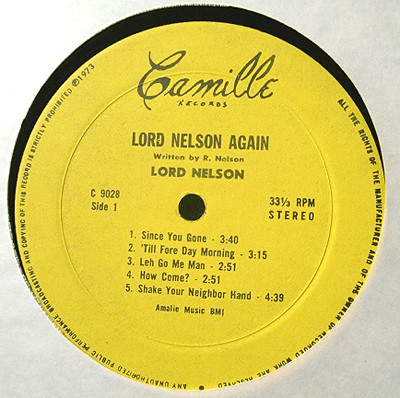 Camille
RECORDS
LORD NELSON AGAIN
Written by R. Nelson
LORD NELSON
C 9028
Side 1
33⅓ RPM
STEREO
1. Since You Gone - 3:40
2. 'Till Fore Day Morning - 3:15
3. Leh Go Me Man - 2:51
4. How Come? - 2:51
5. Shake Your Neighbor Hand - 4:39
Amalie Music BMI
ALL THE RIGHTS OF THE MANUFACTURER AND OF THE OWNER OF RECORDED WORK ARE RESERVED • ANY UNAUTHORIZED PUBLIC PERFORMANCE BROADCASTING AND COPYING OF THIS RECORD IS STRICTLY PROHIBITED ©1973